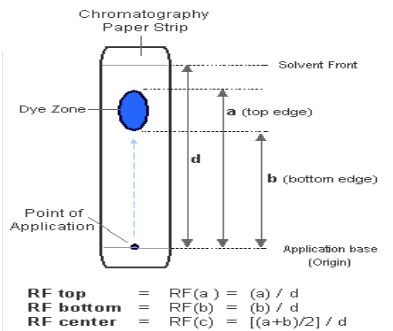 Chromatography
Paper Strip
Solvent Front
Dye Zone
a (top edge)
d
b (bottom edge)
Point of
Application
Application base
(Origin)
RF top = RF(a) = (a) / d
RF bottom = RF(b) = (b) / d
RF center = RF(c) = [(a+b)/2] / d